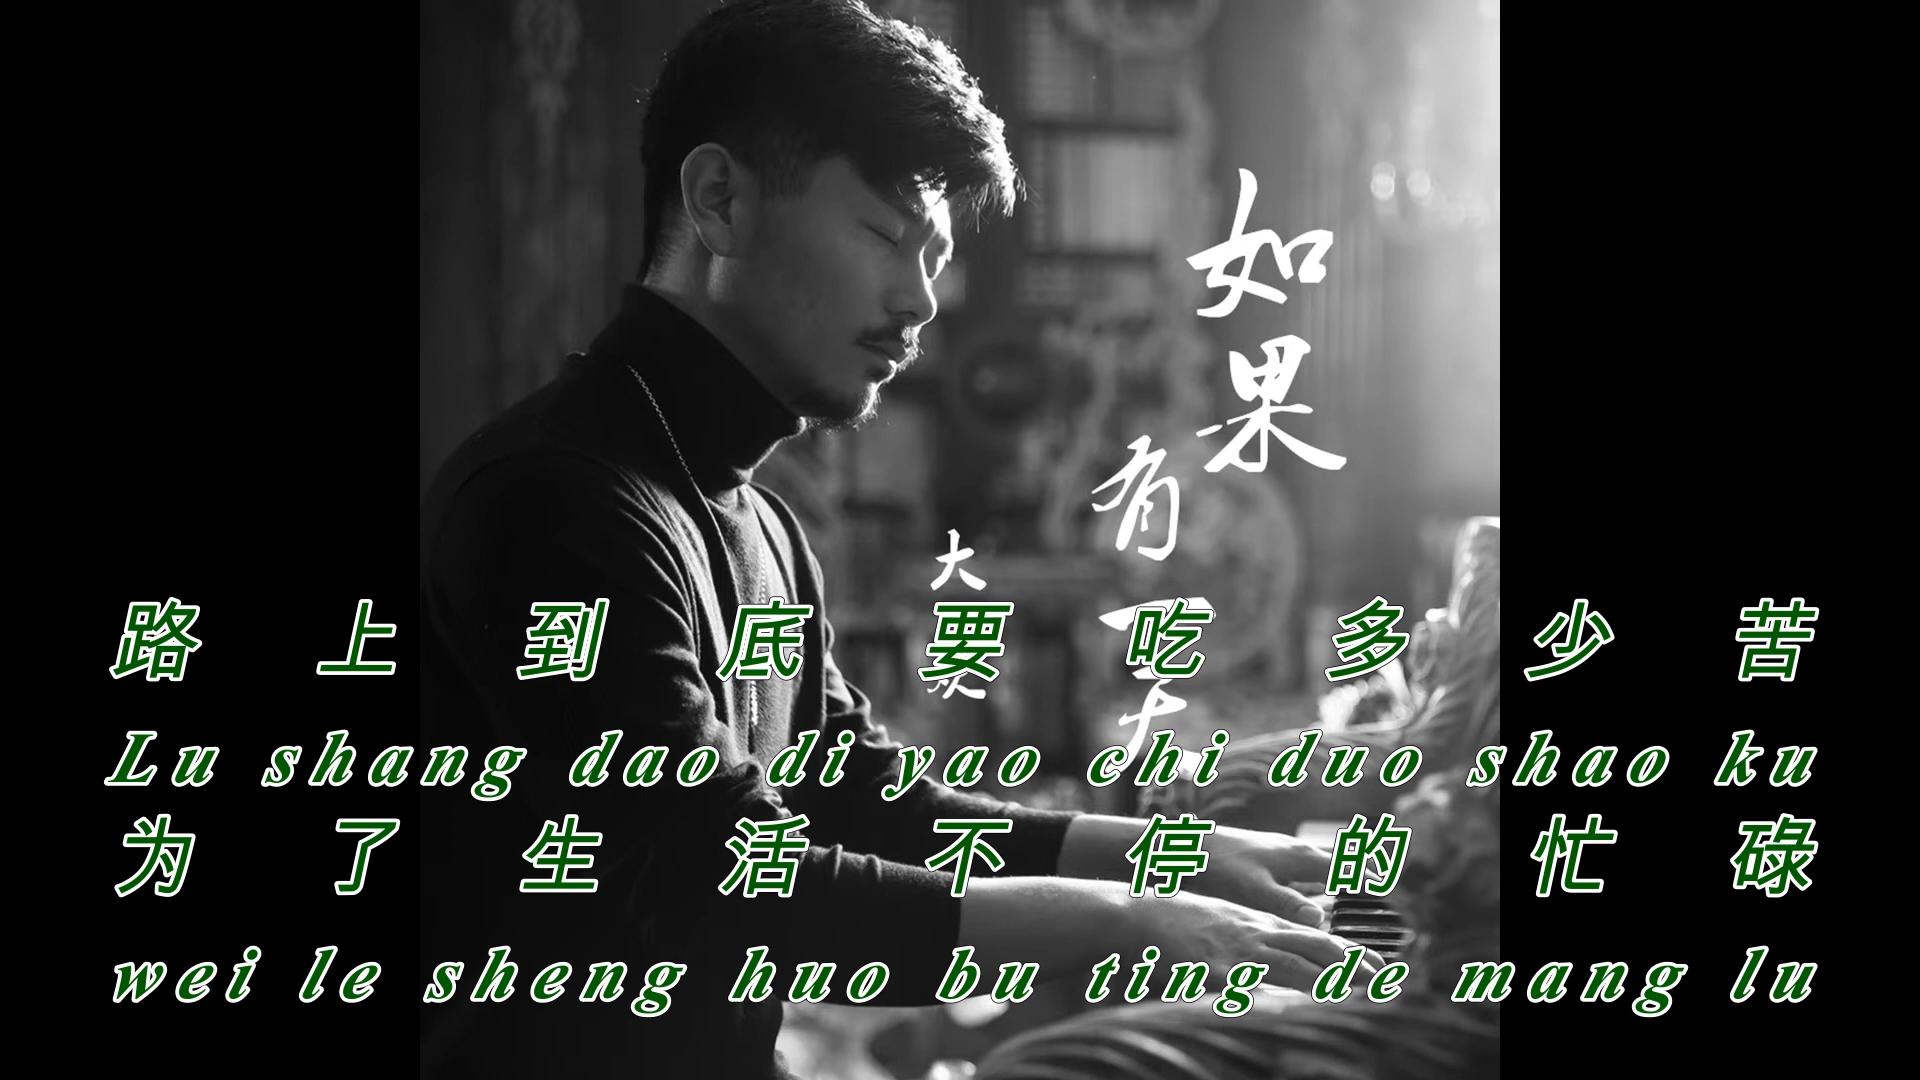 如果
有一天
大
路上到底要吃多少苦
Lu shang dao di yao chi duo shao ku
为了生活不停的忙碌
wei le sheng huo bu ting de mang lu